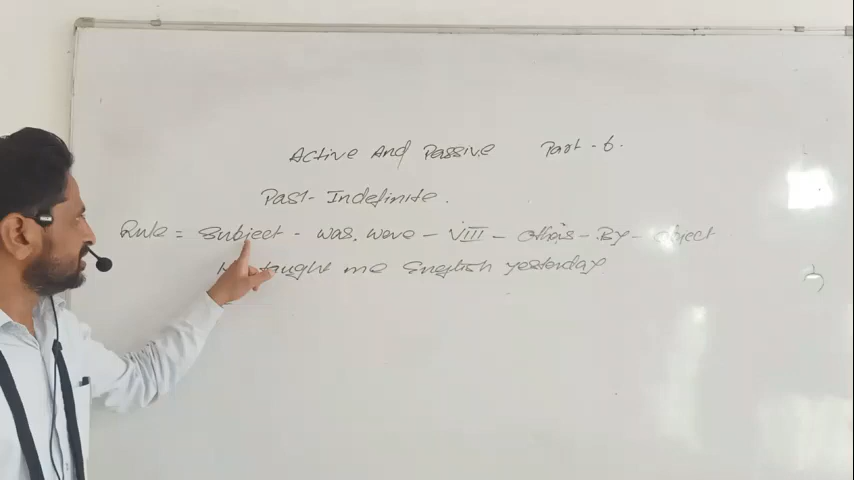 Active And Passive Part - 6.
Past- Indefinite.
Rule = Subject - was, were - VIII - Others - By - object
taught me English yesterday